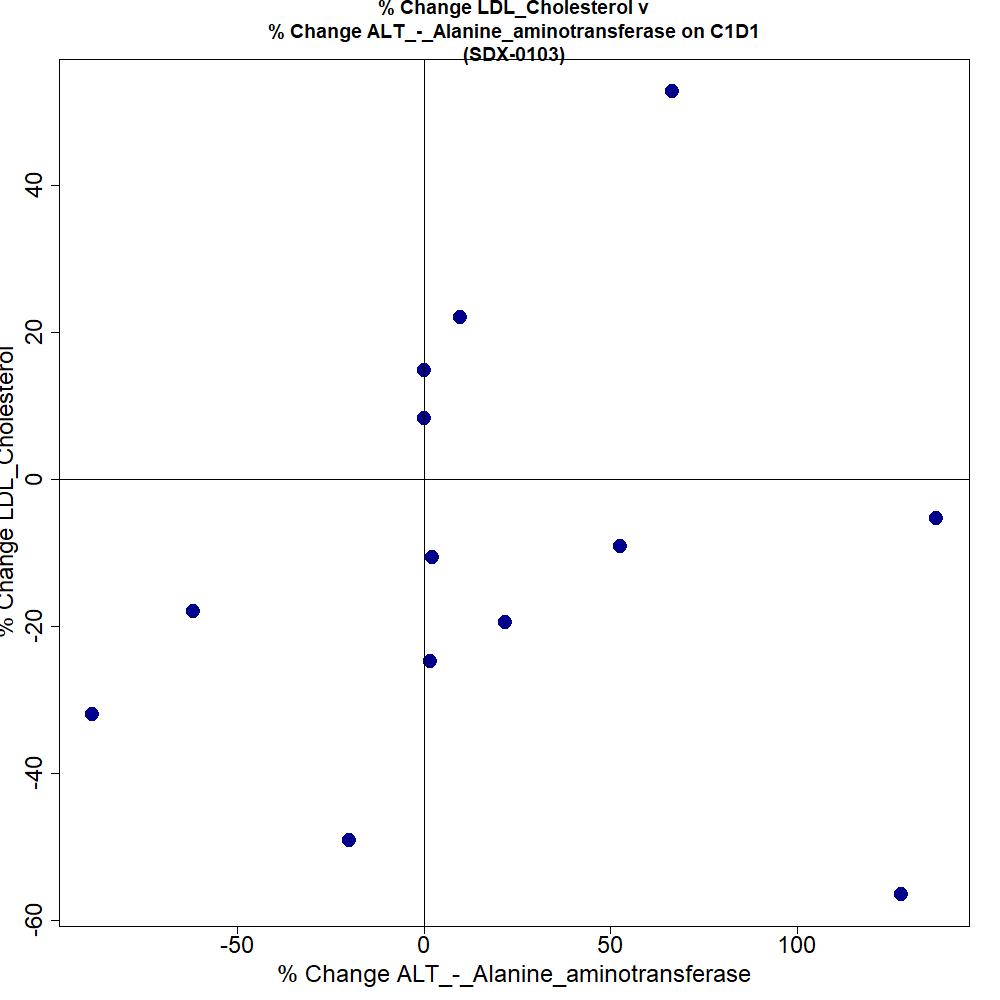 % Change LDL_Cholesterol v
% Change ALT_-_Alanine_aminotransferase on C1D1
(SDX-0103)
% Change LDL_Cholesterol
40
20
0
-20
-40
-60
-50
0
50
100
% Change ALT_-_Alanine_aminotransferase